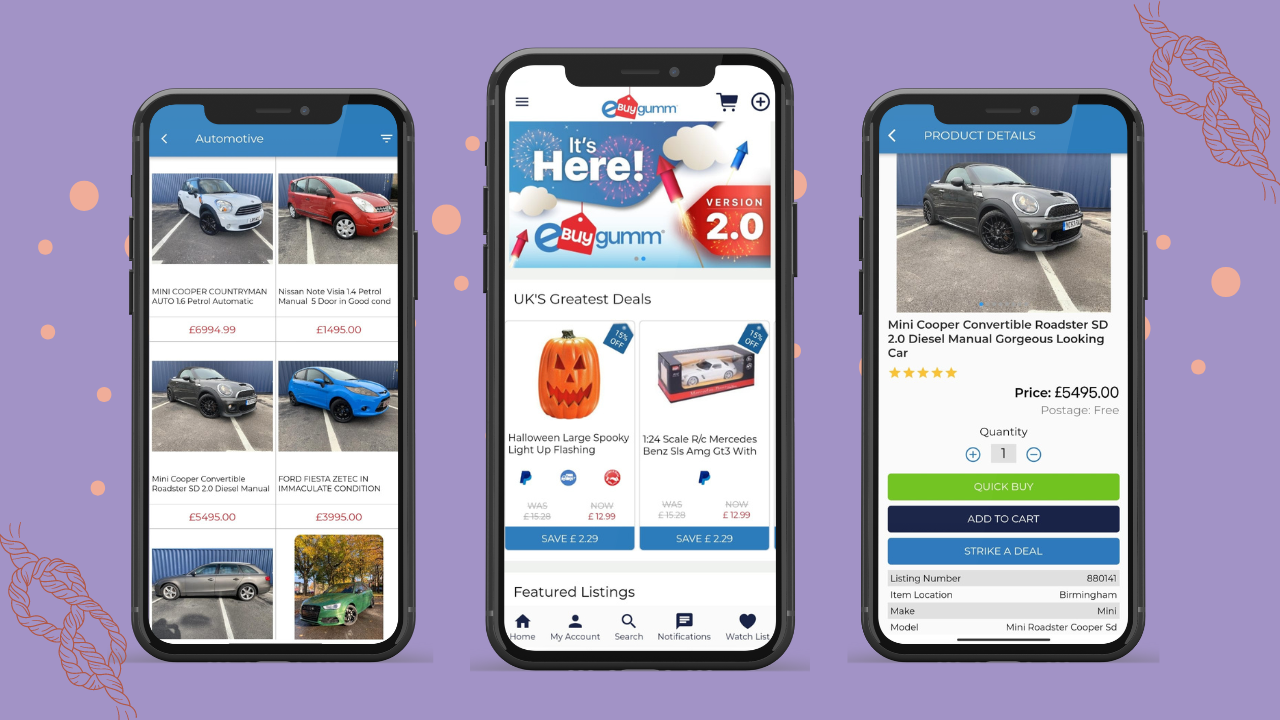 Automotive
MINI COOPER COUNTRYMAN
AUTO 1.6 Petrol Automatic
£6994.99
Nissan Note Visia 1.4 Petrol
Manual 5 Door in Good cond
£1495.00
Mini Cooper Convertible
Roadster SD 2.0 Diesel Manual
£5495.00
FORD FIESTA ZETEC IN
IMMACULATE CONDITION
£3995.00
eBuygumm
It's
Here!
eBuygumm
VERSION
2.0
UK'S Greatest Deals
15%
OFF
Halloween Large Spooky
Light Up Flashing
WAS
£ 15.28
NOW
£ 12.99
SAVE £ 2.29
15%
OFF
1:24 Scale R/c Mercedes
Benz Sls Amg Gt3 With
WAS
£ 15.28
NOW
£ 12.99
SAVE £ 2.29
Featured Listings
Home
My Account
Search
Notifications
Watch List
PRODUCT DETAILS
Mini Cooper Convertible Roadster SD
2.0 Diesel Manual Gorgeous Looking
Car
Price: £5495.00
Postage: Free
Quantity
1
QUICK BUY
ADD TO CART
STRIKE A DEAL
Listing Number 880141
Item Location Birmingham
Make Mini
Model Mini Roadster Cooper Sd